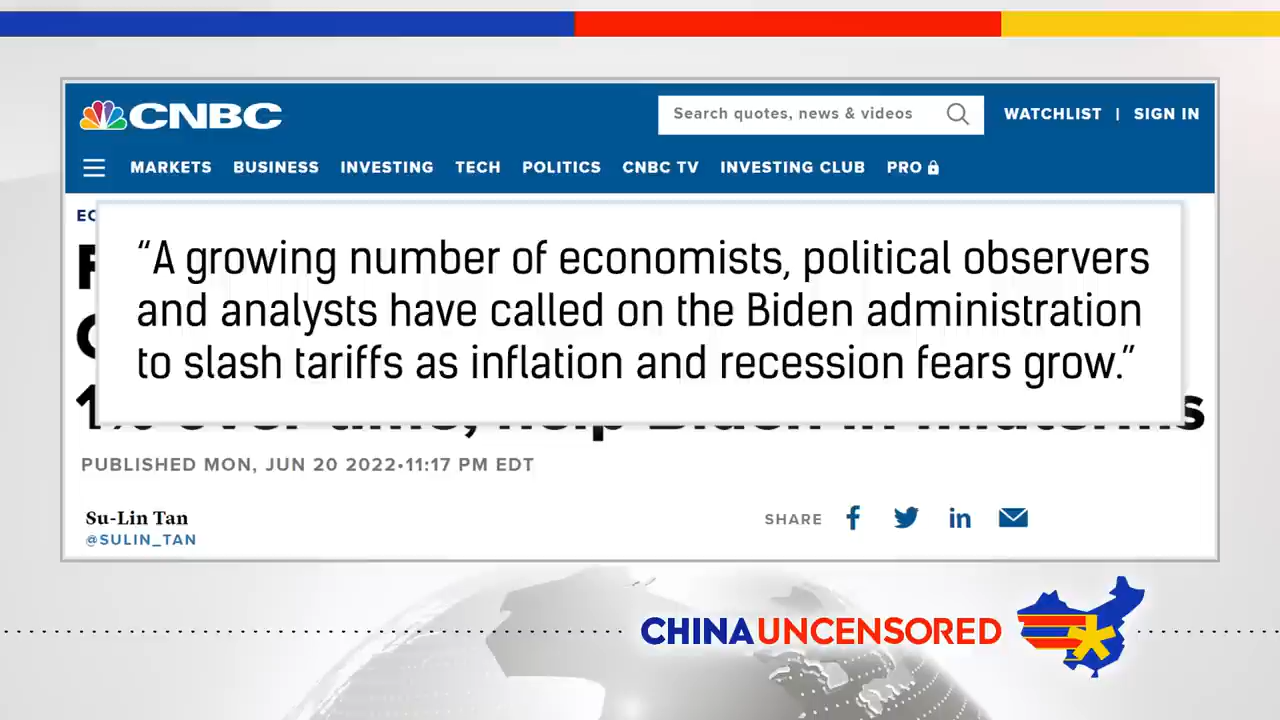 CNBC
Search quotes, news & videos
WATCHLIST | SIGN IN
MARKETS BUSINESS INVESTING TECH POLITICS CNBC TV INVESTING CLUB PRO
“A growing number of economists, political observers
and analysts have called on the Biden administration
to slash tariffs as inflation and recession fears grow.”
PUBLISHED MON, JUN 20 2022•11:17 PM EDT
Su-Lin Tan
@SULIN_TAN
SHARE
CHINA UNCENSORED